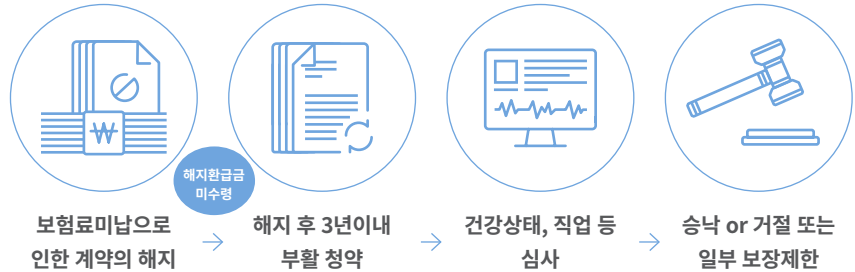 ₩
해지환급금
미수령
보험료미납으로
인한 계약의 해지
→
해지 후 3년이내
부활 청약
→
건강상태, 직업 등
심사
→
승낙 or 거절 또는
일부 보장제한